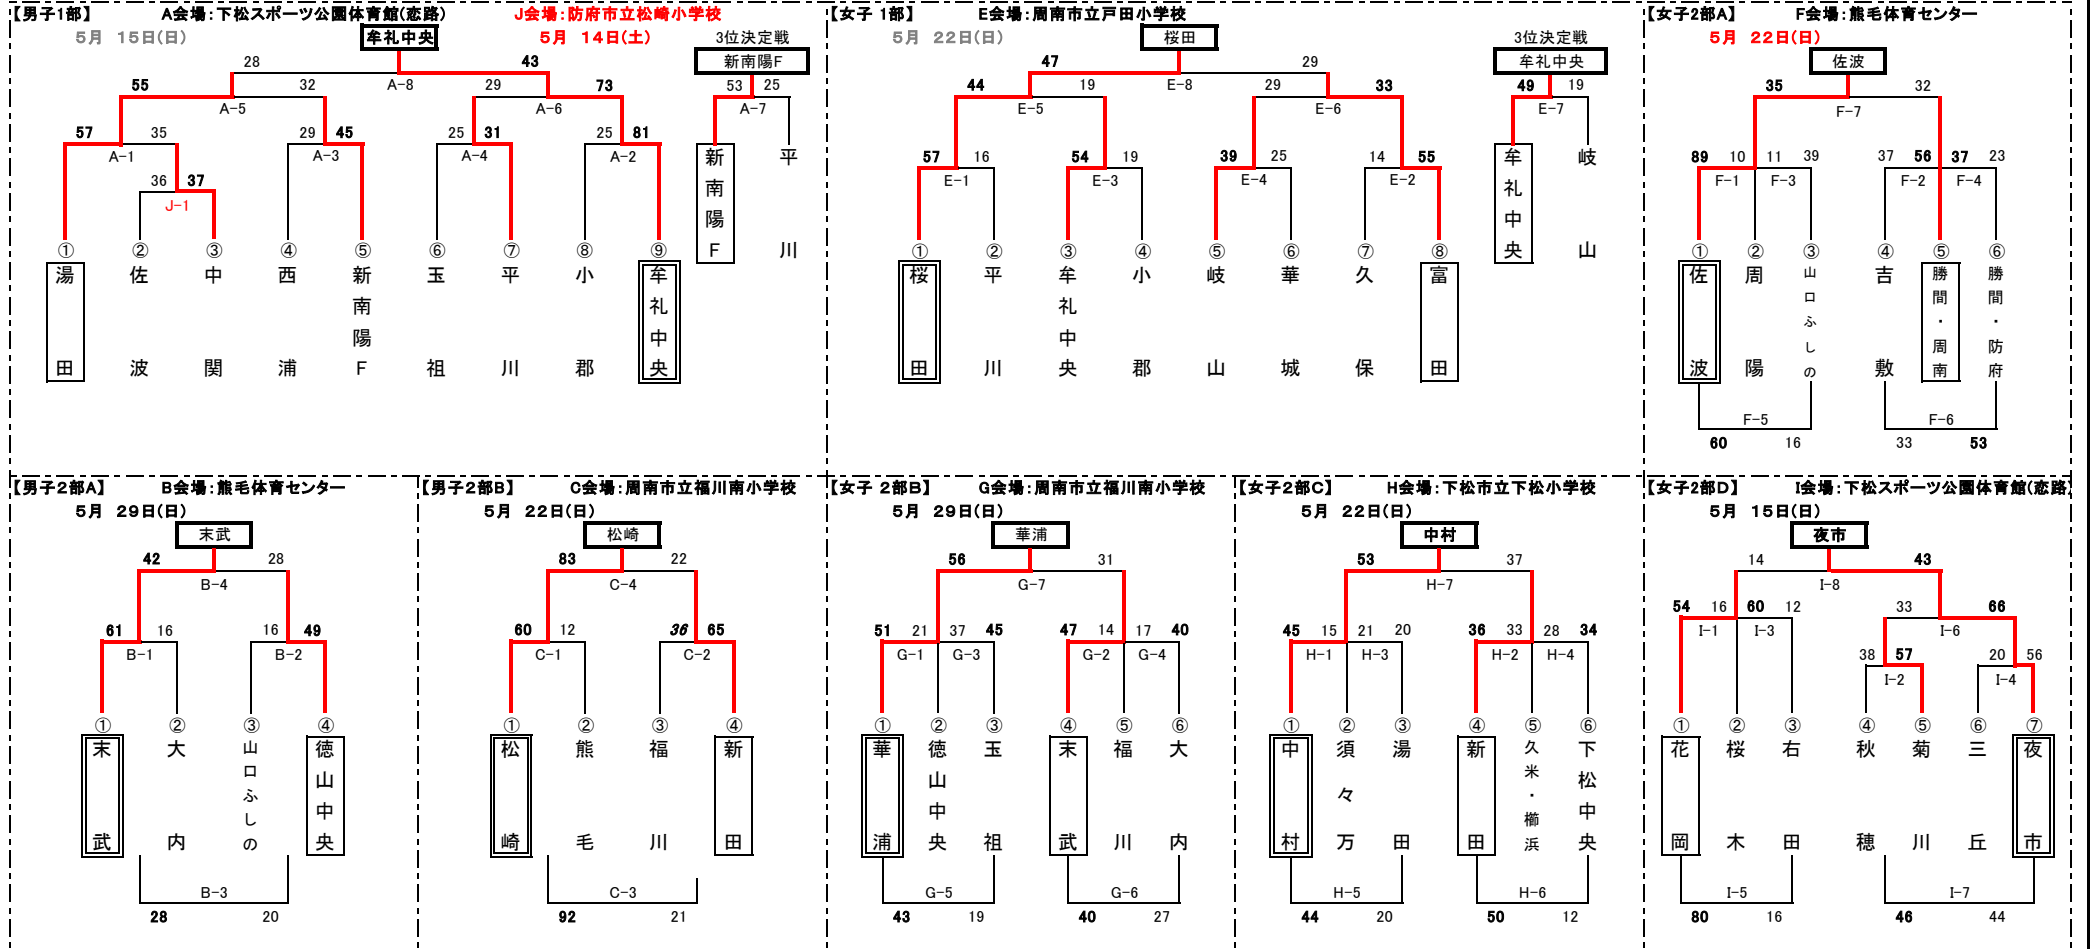 【男子1部】 A会場：下松スポーツ公園体育館(恋路) J会場：防府市立松崎小学校
5月 15日(日) 牟礼中央 5月 14日(土) 3位決定戦
新南陽F
28 43
A-8
55 32 29 73 53 25
A-5 A-6 A-7
57 35 29 45 25 31 25 81
A-1 A-3 A-4 A-2
36 37
J-1
① ② ③ ④ ⑤ ⑥ ⑦ ⑧ ⑨
湯田 佐波 中関 西浦 新南陽F 玉祖 平川 小郡 牟礼中央
新南陽F 平川
【女子 1部】 E会場：周南市立戸田小学校
5月 22日(日) 桜田 3位決定戦
牟礼中央
47 29
E-8
44 19 29 33 49 19
E-5 E-6 E-7
57 16 54 19 39 25 14 55
E-1 E-3 E-4 E-2
① ② ③ ④ ⑤ ⑥ ⑦ ⑧
桜田 平川 牟礼中央 小郡 岐山 華城 久保 富田
牟礼中央 岐山
【女子2部A】 F会場：熊毛体育センター
5月 22日(日)
佐波
35 32
F-7
89 10 11 39 37 56 37 23
F-1 F-3 F-2 F-4
① ② ③ ④ ⑤ ⑥
佐波 周陽 山口ふしの 吉敷 勝間・周南 勝間・防府
F-5 F-6
60 16 33 53
【男子2部A】 B会場：熊毛体育センター
5月 29日(日)
末武
42 28
B-4
61 16 16 49
B-1 B-2
① ② ③ ④
末武 大内 山口ふしの 徳山中央
B-3
28 20
【男子2部B】 C会場：周南市立福川南小学校
5月 22日(日)
松崎
83 22
C-4
60 12 36 65
C-1 C-2
① ② ③ ④
松崎 熊毛 福川 新田
C-3
92 21
【女子 2部B】 G会場：周南市立福川南小学校
5月 29日(日)
華浦
56 31
G-7
51 21 37 45 47 14 17 40
G-1 G-3 G-2 G-4
① ② ③ ④ ⑤ ⑥
華浦 徳山中央 玉祖 末武 福川 大内
G-5 G-6
43 19 40 27
【女子2部C】 H会場：下松市立下松小学校
5月 22日(日)
中村
53 37
H-7
45 15 21 20 36 33 28 34
H-1 H-3 H-2 H-4
① ② ③ ④ ⑤ ⑥
中村 須々万 湯田 新田 久米・櫛浜 下松中央
H-5 H-6
44 20 50 12
【女子2部D】 I会場：下松スポーツ公園体育館(恋路)
5月 15日(日)
夜市
14 43
I-8
54 16 60 12 33 66
I-1 I-3 I-6
38 57 20 56
I-2 I-4
① ② ③ ④ ⑤ ⑥ ⑦
花岡 桜木 右田 秋穂 菊川 三丘 夜市
I-5 I-7
80 16 46 44